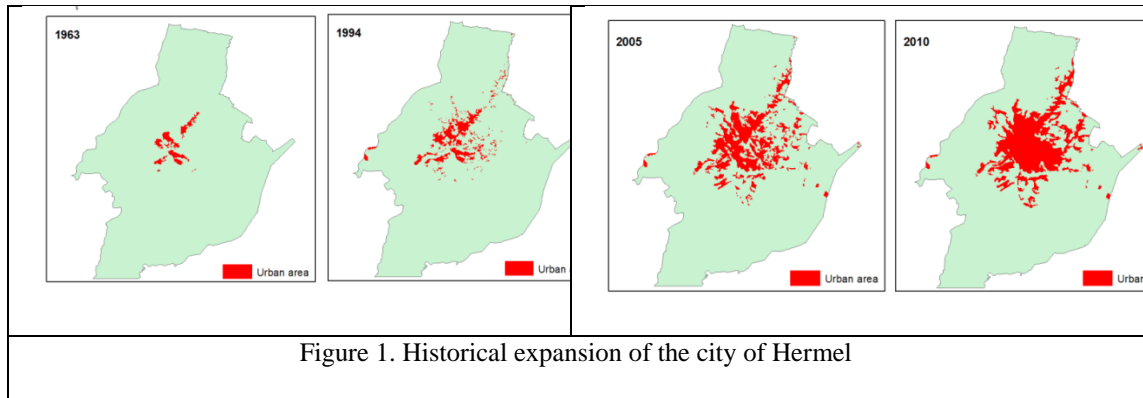 1963
1994
2005
2010
Urban area
Urban
Urban area
Urban
Figure 1. Historical expansion of the city of Hermel